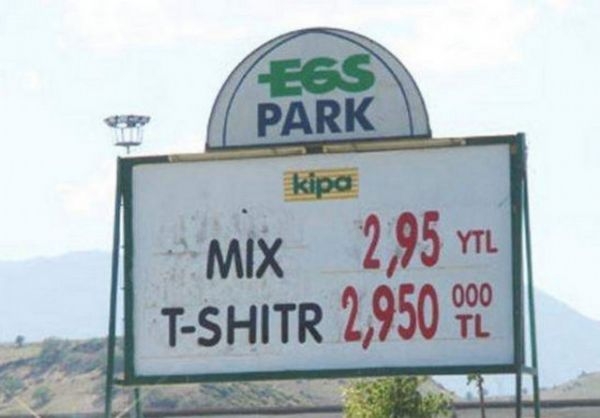 EGS
PARK
kipa
MIX 2,95 YTL
T-SHITR 2,950 000 TL